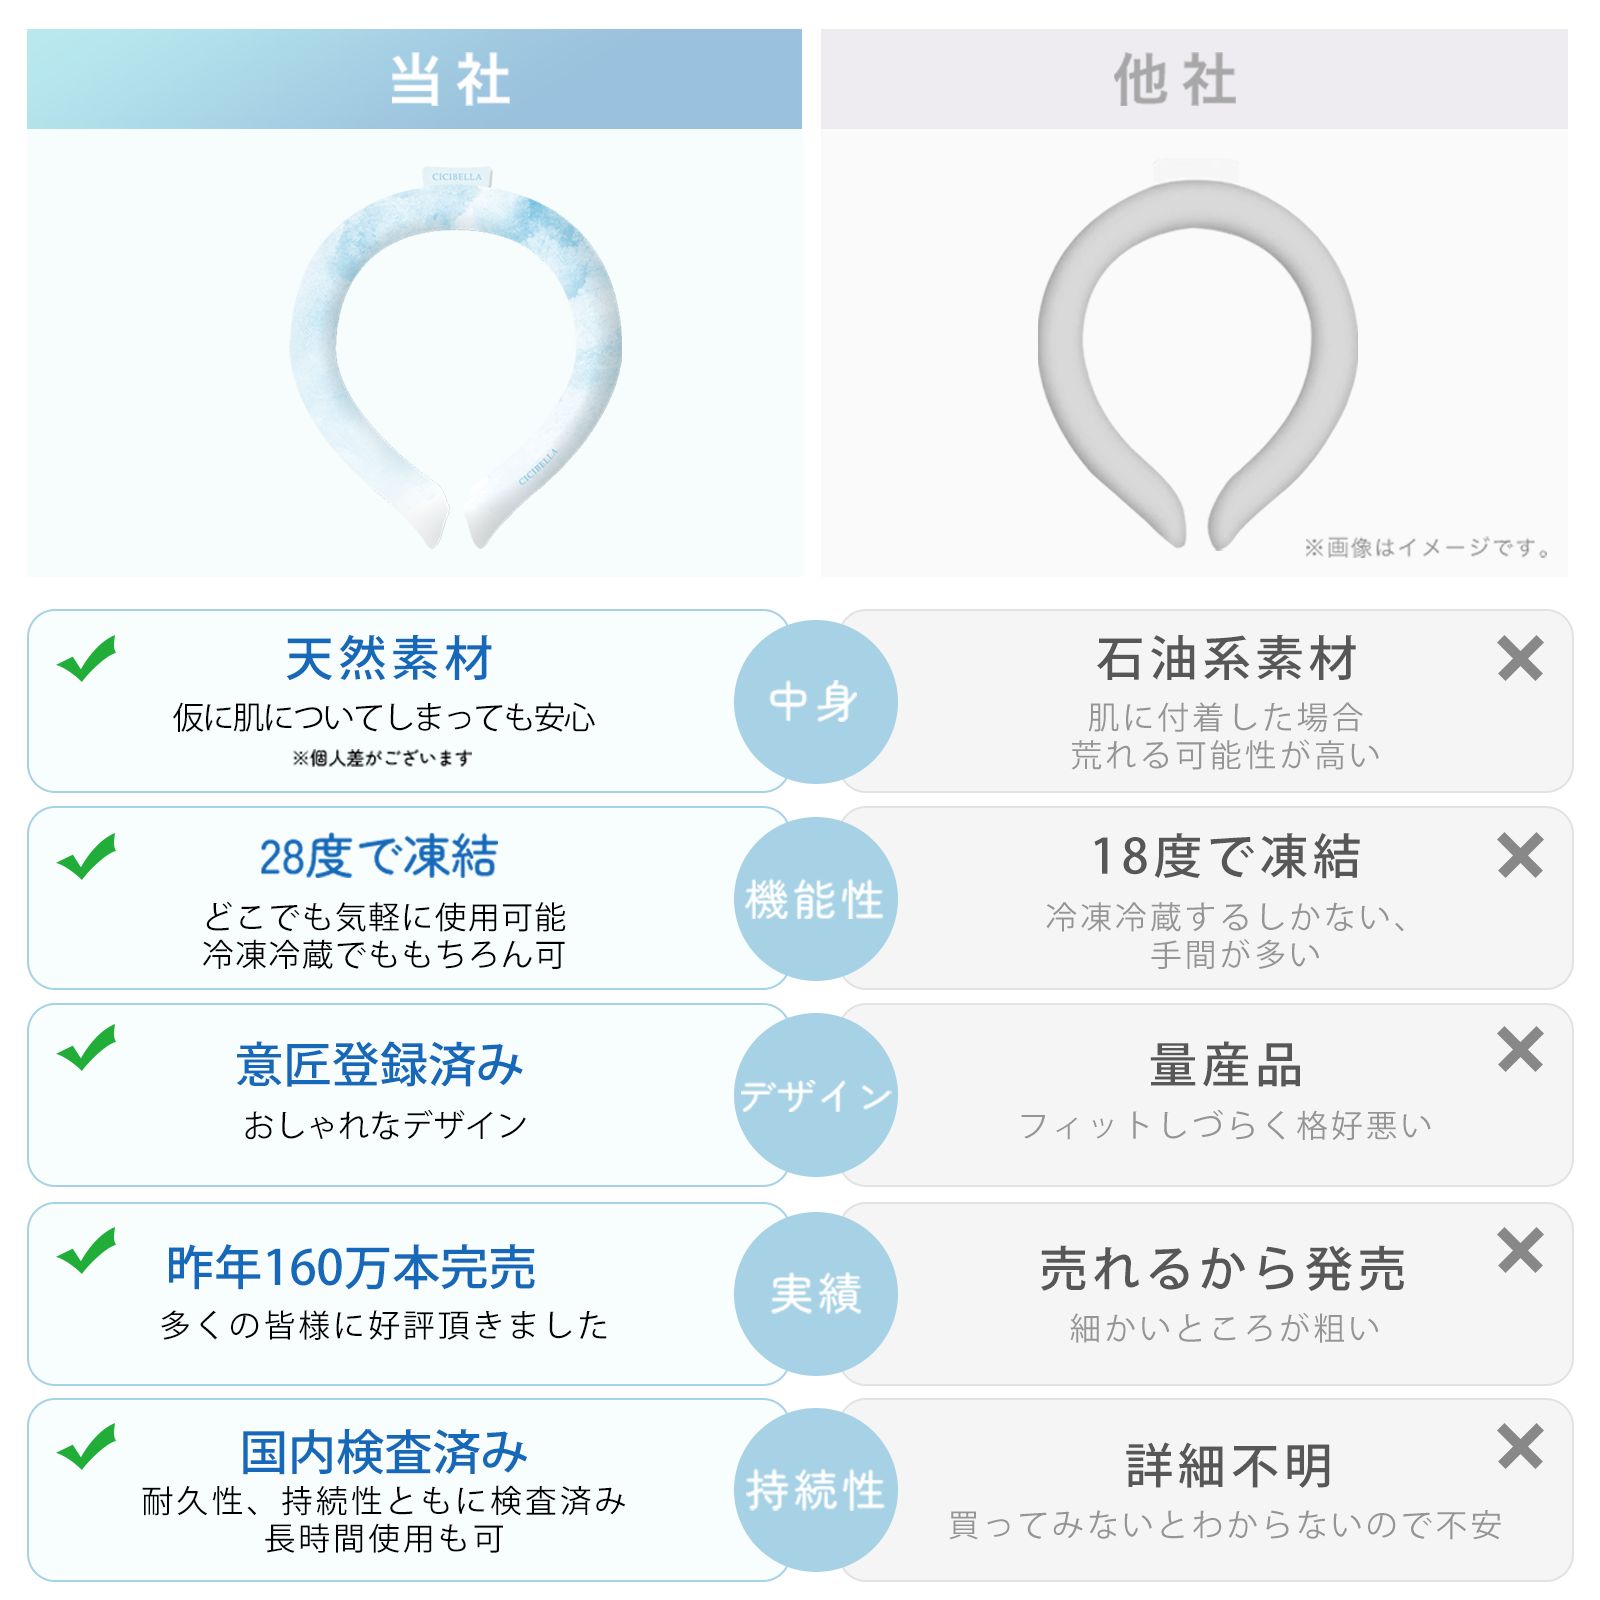 当社
他社
CICIBELLA
CICIBELLA
※画像はイメージです。
天然素材
仮に肌についてしまっても安心
※個人差がございます
中身
石油系素材
肌に付着した場合
荒れる可能性が高い
28度で凍結
どこでも気軽に使用可能
冷凍冷蔵でももちろん可
機能性
18度で凍結
冷凍冷蔵するしかない、
手間が多い
意匠登録済み
おしゃれなデザイン
デザイン
量産品
フィットしづらく格好悪い
昨年160万本完売
多くの皆様に好評頂きました
実績
売れるから発売
細かいところが粗い
国内検査済み
耐久性、持続性ともに検査済み
長時間使用も可
持続性
詳細不明
買ってみないとわからないので不安